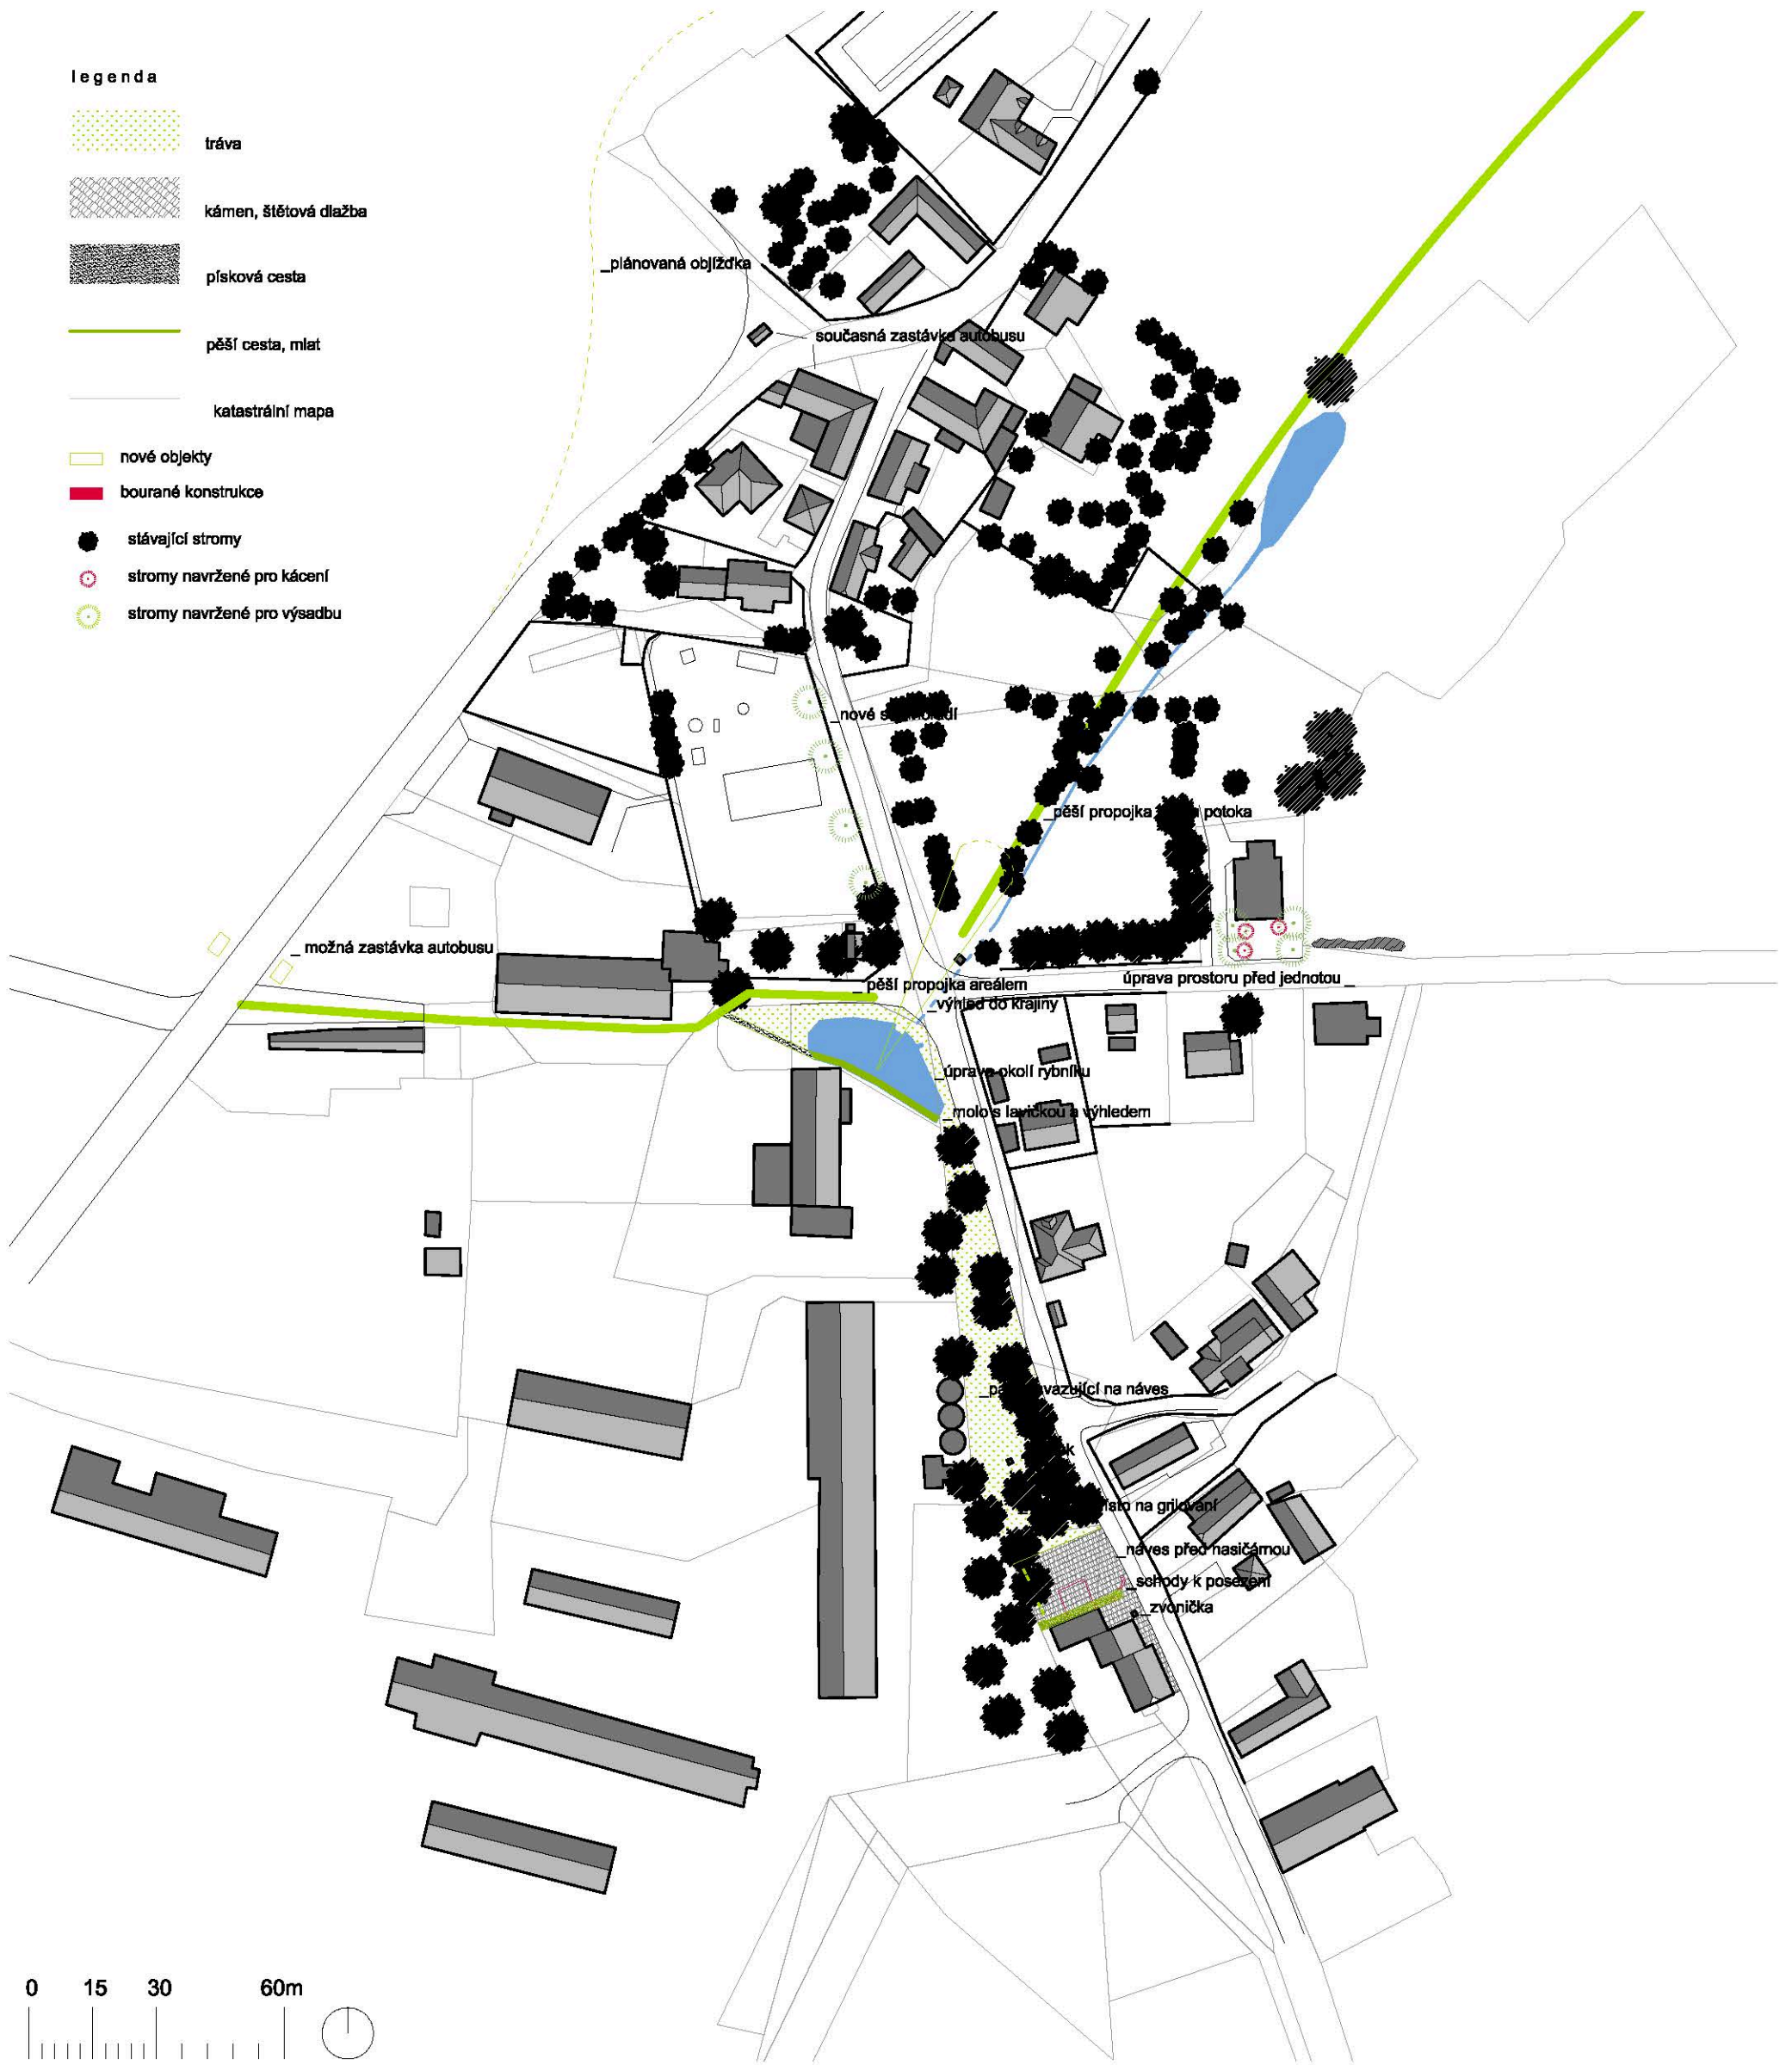 legenda
tráva
kámen, štětová dlažba
písková cesta
pěší cesta, mlat
katastrální mapa
nové objekty
bourané konstrukce
stávající stromy
stromy navržené pro kácení
stromy navržené pro výsadbu
_plánovaná objížďka
současná zastávka autobusu
_nové
_pěší propojka potoka
_ možná zastávka autobusu
_pěší propojka areálem
úprava prostoru před jednotou _
_výhled do krajiny
_úprava okolí rybníku
_molo s lavičkou a výhledem
navazující na náves
místo na grilování
_náves před hasičárnou
_schody k posezení
_zvonička
0 15 30 60m